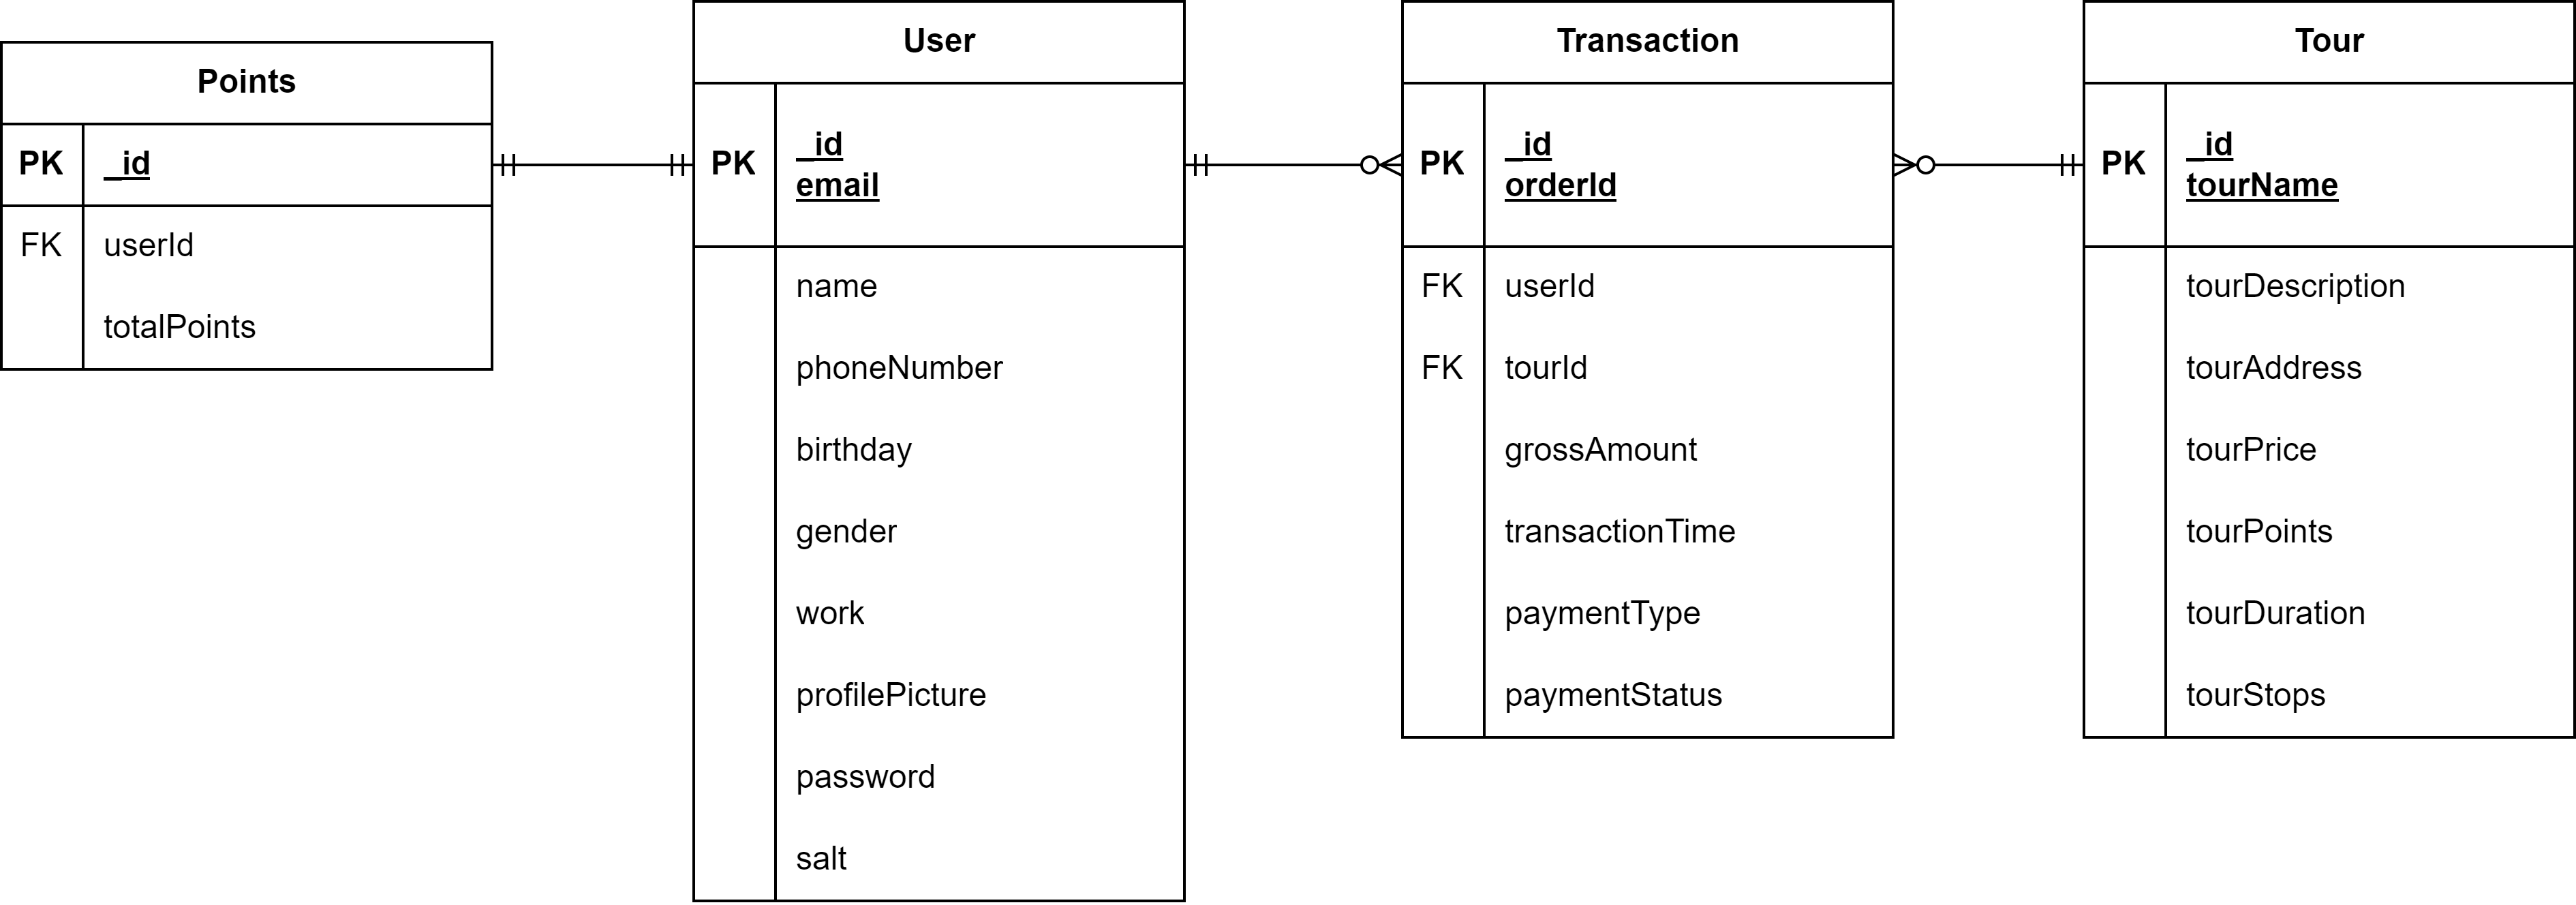 Points
PK _id
FK userId
totalPoints
User
PK _id
email
name
phoneNumber
birthday
gender
work
profilePicture
password
salt
Transaction
PK _id
orderId
FK userId
FK tourId
grossAmount
transactionTime
paymentType
paymentStatus
Tour
PK _id
tourName
tourDescription
tourAddress
tourPrice
tourPoints
tourDuration
tourStops